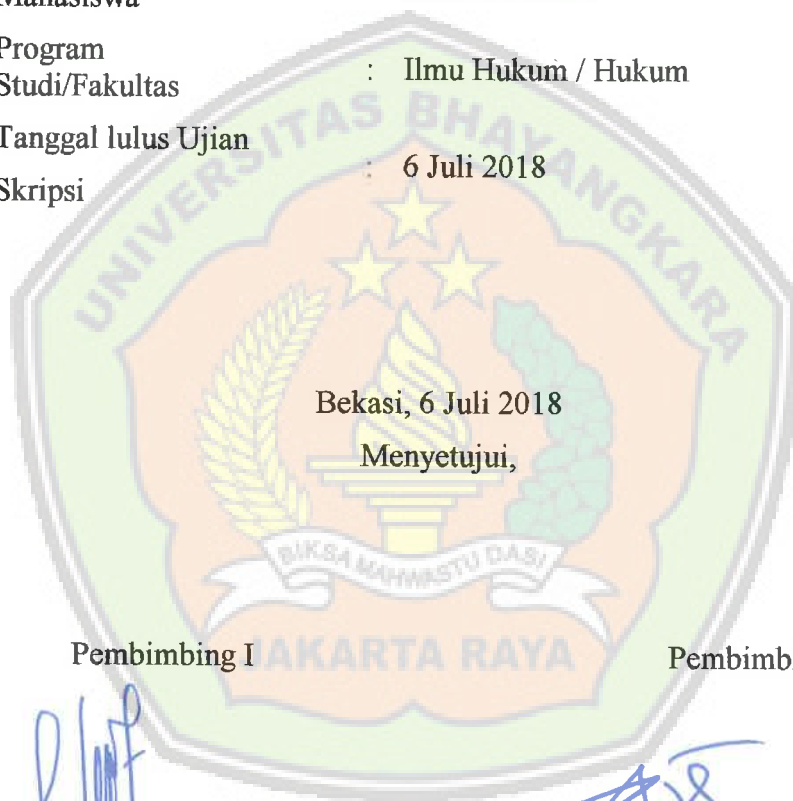 Mahasiswa
Program
Studi/Fakultas : Ilmu Hukum / Hukum
Tanggal lulus Ujian
Skripsi : 6 Juli 2018
UNIVERSITAS BHAYANGKARA
Bekasi, 6 Juli 2018
Menyetujui,
BIKSA MAHWASTU DASI
JAKARTA RAYA
Pembimbing I Pembimb